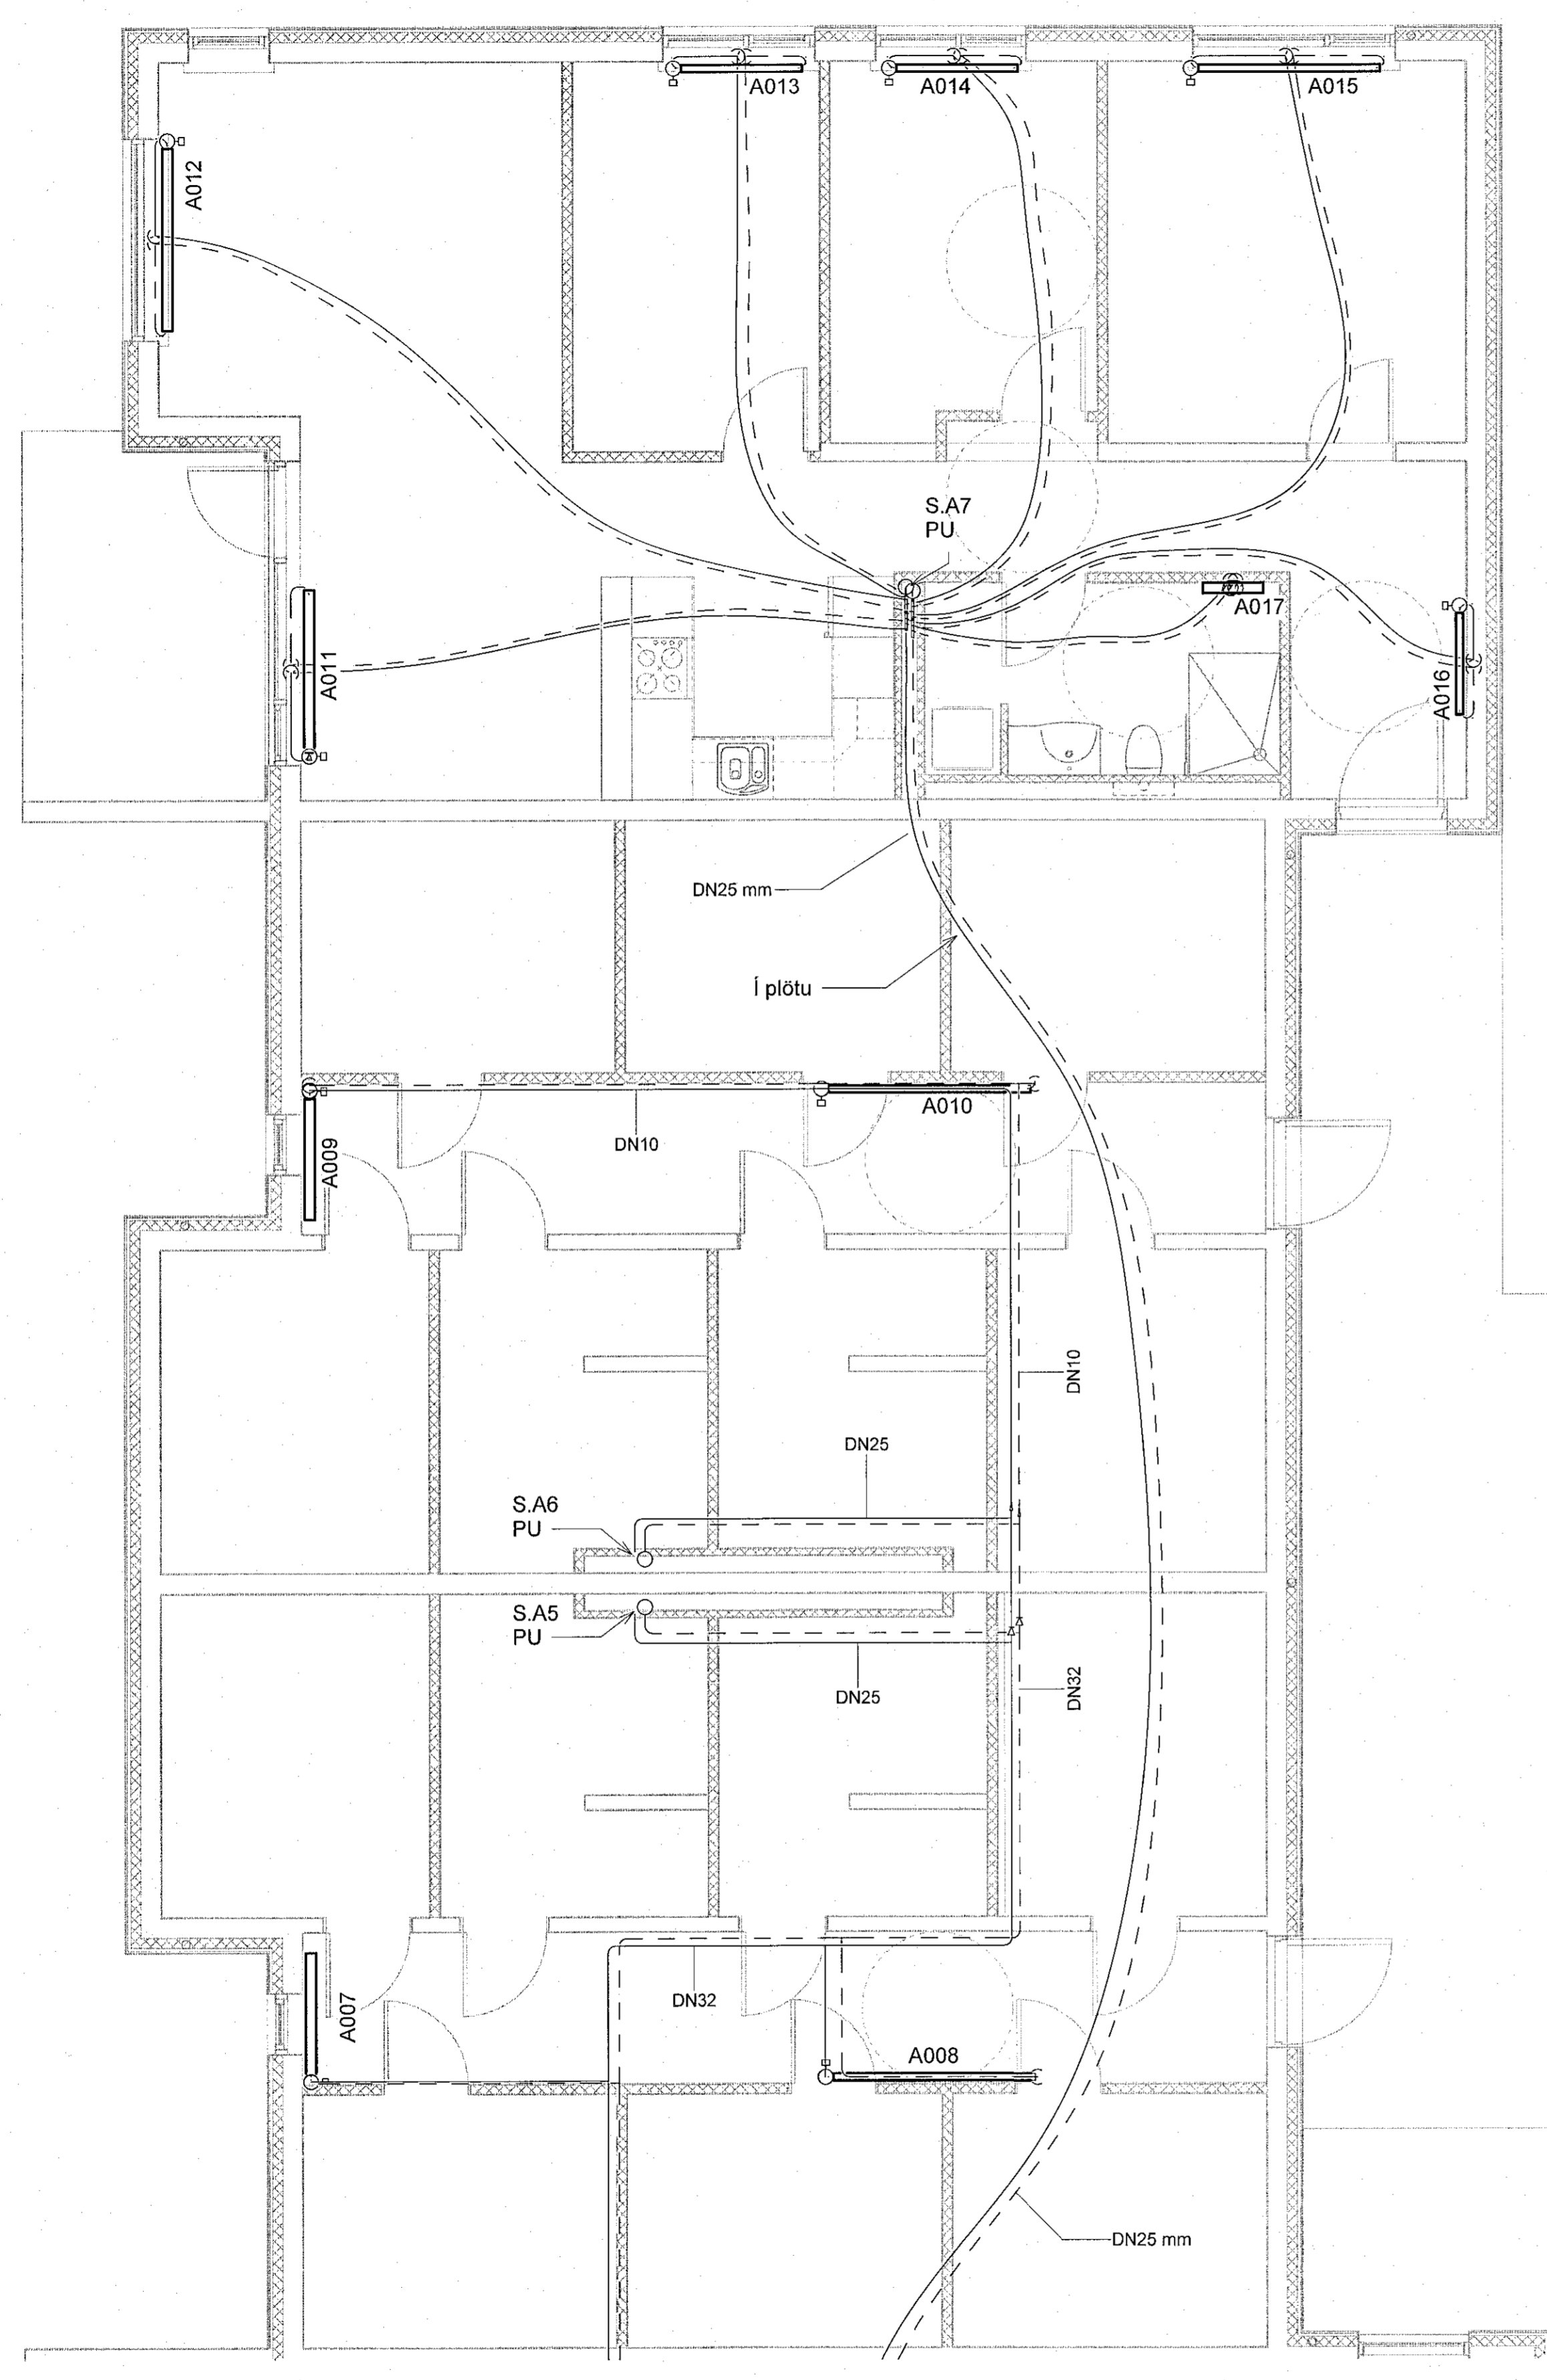 A013
A014
A015
A012
S.A7
PU
A017
A011
A016
DN25 mm
Í plötu
A010
DN10
A009
DN10
DN25
S.A6
PU
S.A5
PU
DN32
DN25
DN32
A007
A008
DN25 mm